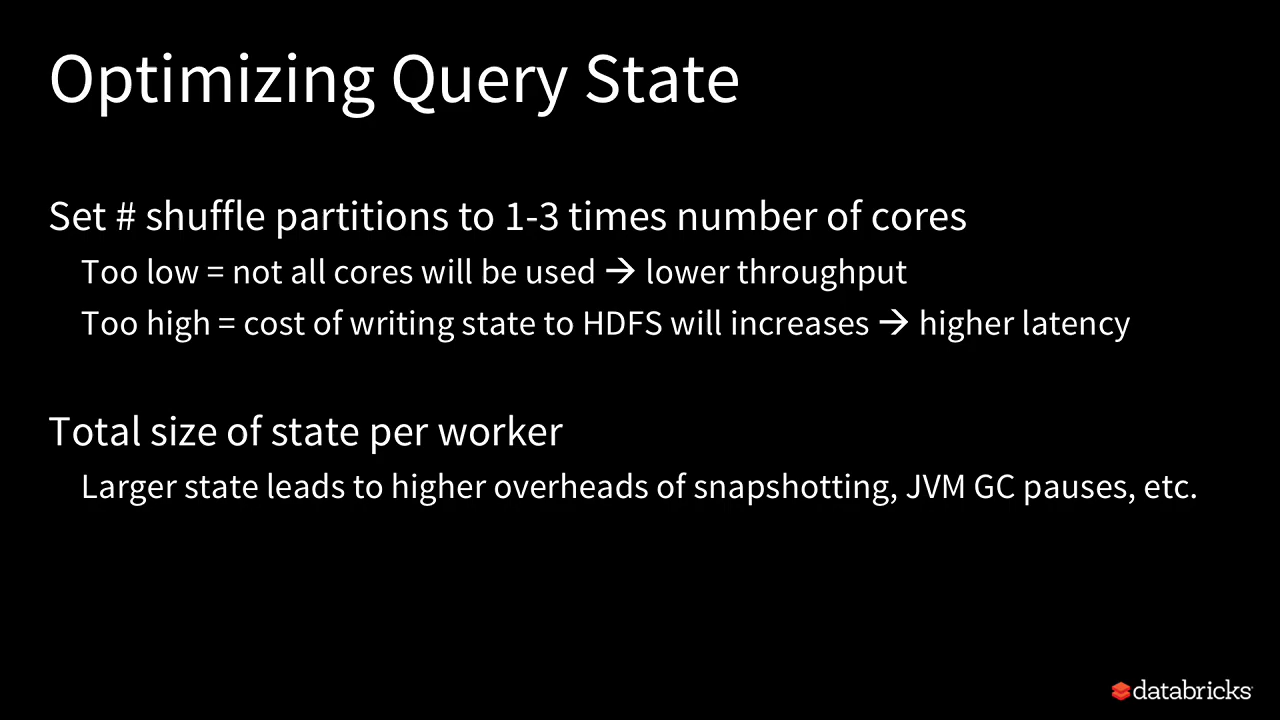 Optimizing Query State
Set # shuffle partitions to 1-3 times number of cores
Too low = not all cores will be used → lower throughput
Too high = cost of writing state to HDFS will increases → higher latency
Total size of state per worker
Larger state leads to higher overheads of snapshotting, JVM GC pauses, etc.
databricks